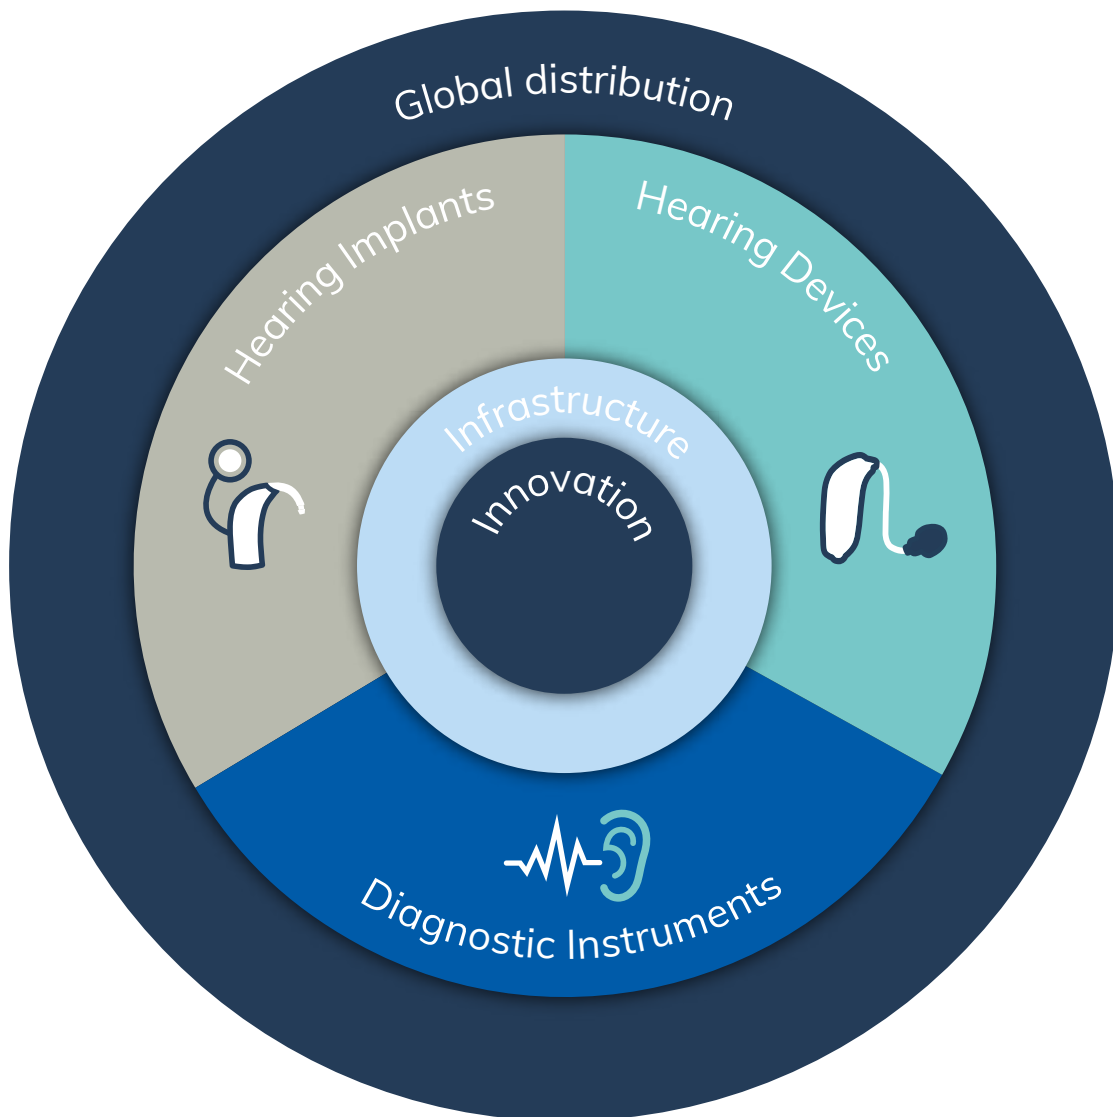 Global distribution
Hearing Implants
Hearing Devices
Infrastructure
Innovation
Diagnostic Instruments